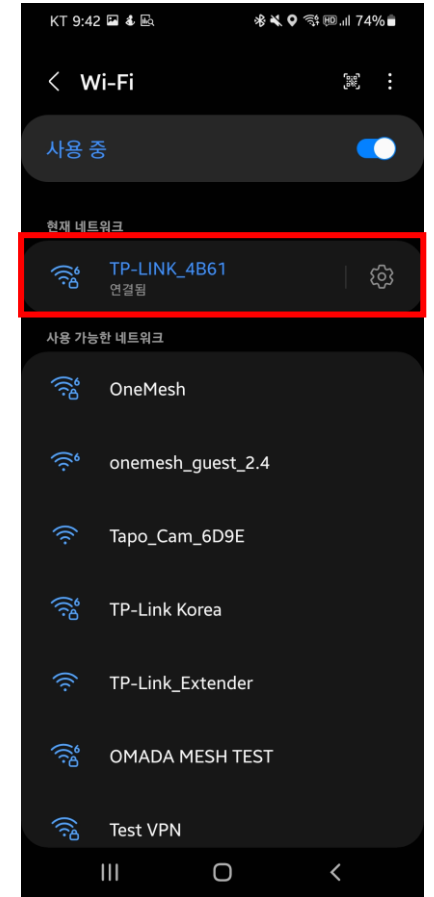 KT 9:42 74%
Wi-Fi
사용 중
현재 네트워크
TP-LINK_4B61
연결됨
사용 가능한 네트워크
OneMesh
onemesh_guest_2.4
Tapo_Cam_6D9E
TP-Link Korea
TP-Link_Extender
OMADA MESH TEST
Test VPN